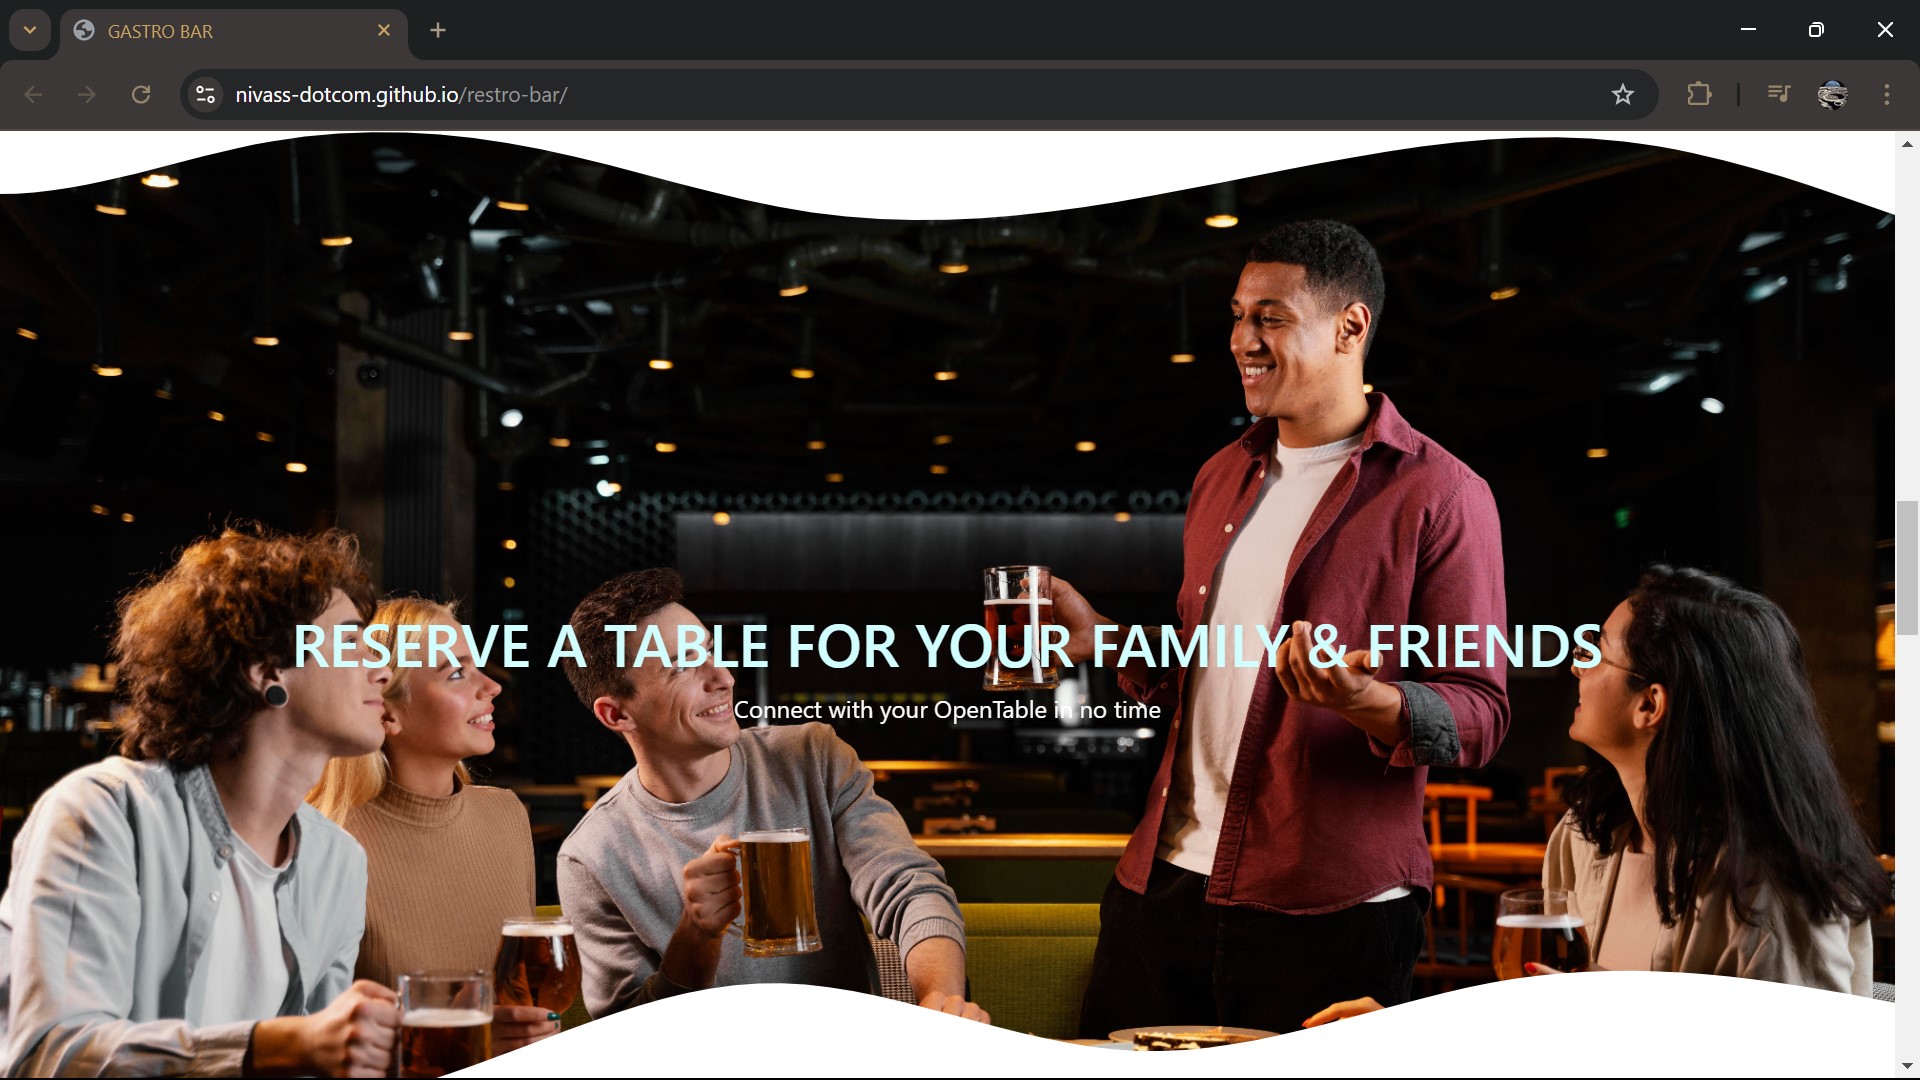 GASTRO BAR
nivass-dotcom.github.io/restro-bar/
RESERVE A TABLE FOR YOUR FAMILY & FRIENDS
Connect with your OpenTable in no time